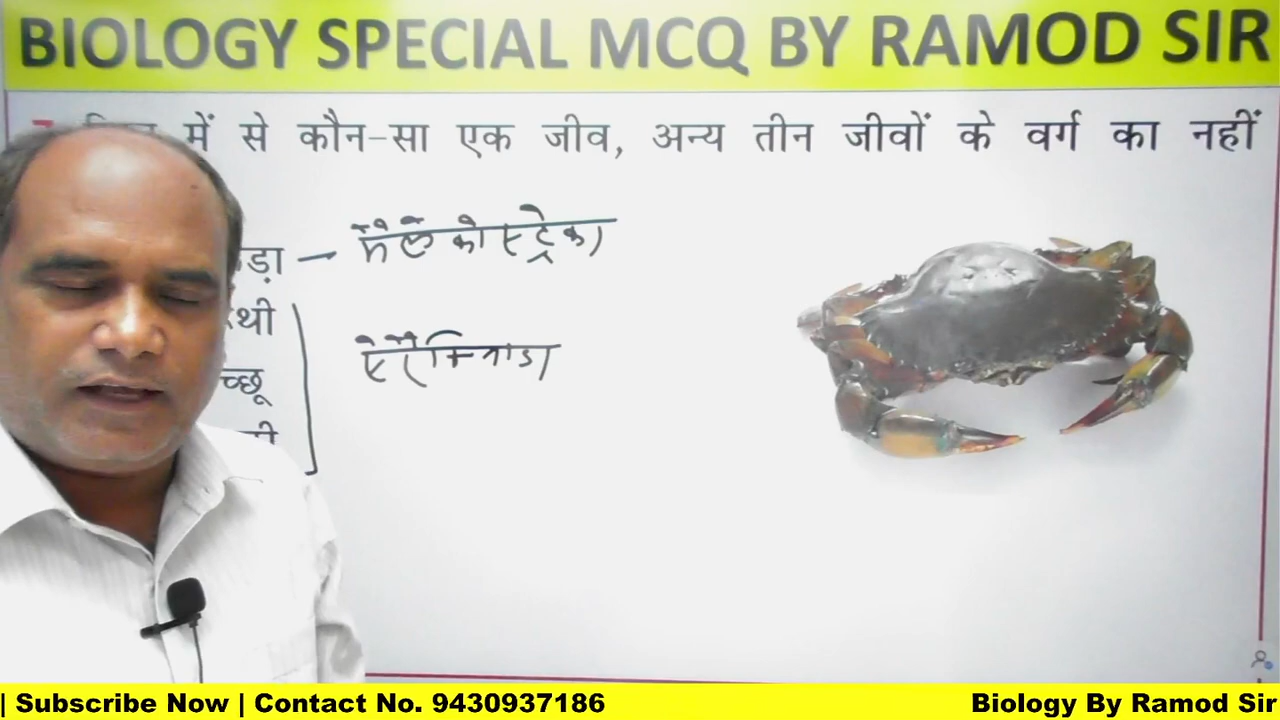 BIOLOGY SPECIAL MCQ BY RAMOD SIR
में से कौन-सा एक जीव, अन्य तीन जीवों के वर्ग का नहीं
ड़ा – मैलेकोस्ट्रेका
थी
च्छू
| Subscribe Now | Contact No. 9430937186
Biology By Ramod Sir